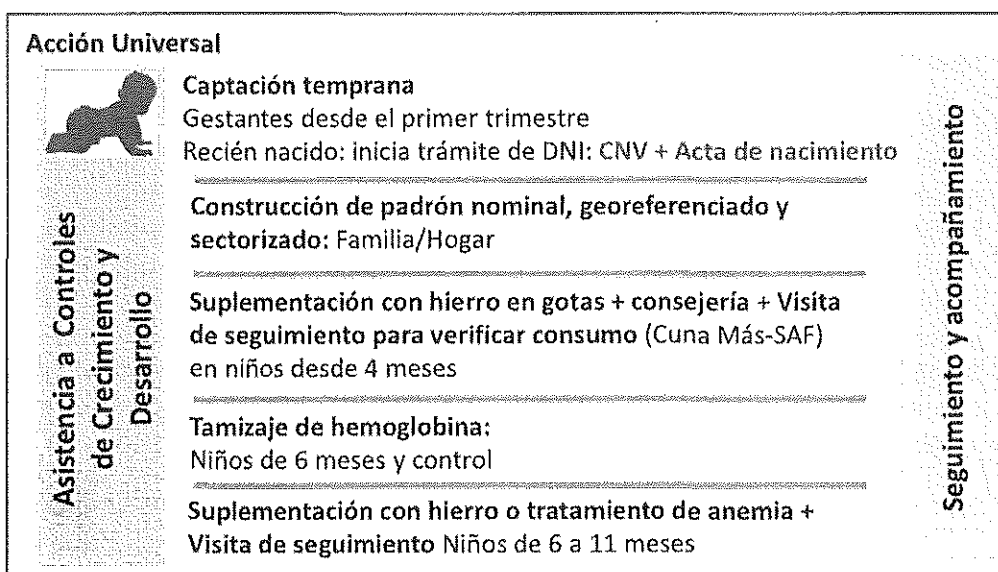 Acción Universal
Captación temprana
Gestantes desde el primer trimestre
Recién nacido: inicia trámite de DNI: CNV + Acta de nacimiento
Construcción de padrón nominal, georeferenciado y
sectorizado: Familia/Hogar
Suplementación con hierro en gotas + consejería + Visita
de seguimiento para verificar consumo (Cuna Más-SAF)
en niños desde 4 meses
Tamizaje de hemoglobina:
Niños de 6 meses y control
Suplementación con hierro o tratamiento de anemia +
Visita de seguimiento Niños de 6 a 11 meses
Asistencia a Controles
de Crecimiento y
Desarrollo
Seguimiento y acompañamiento